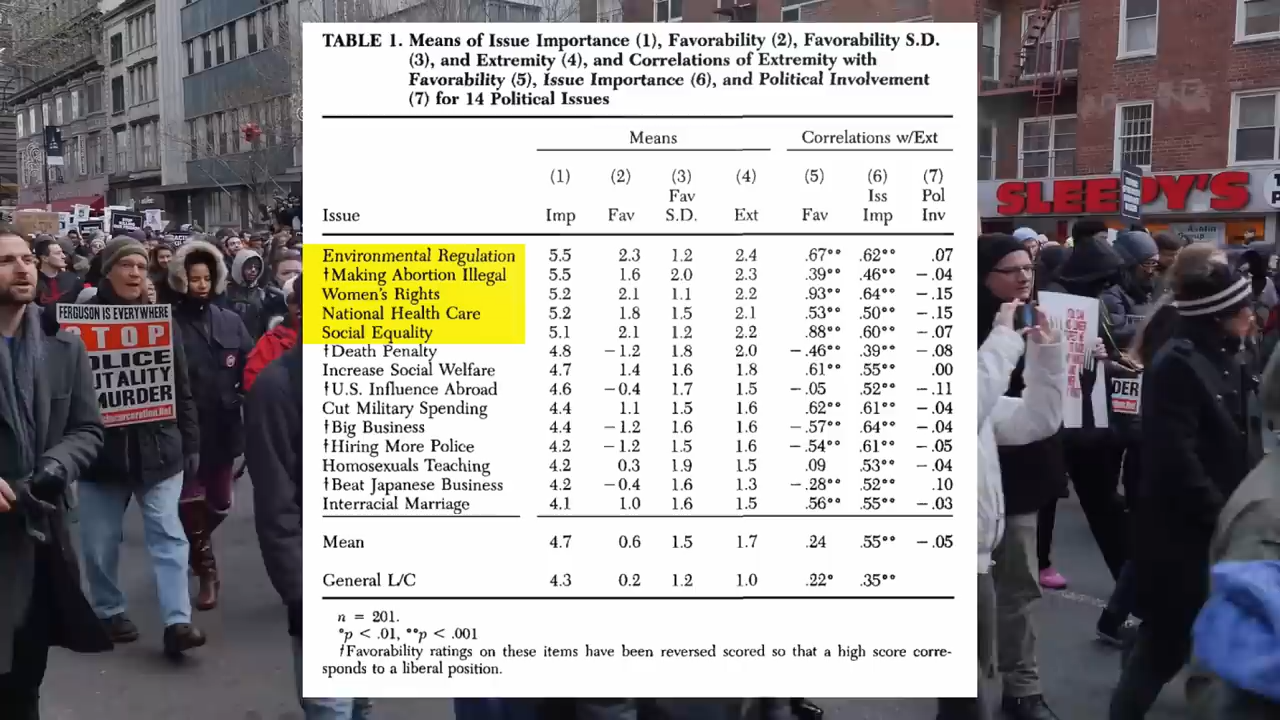 TABLE 1. Means of Issue Importance (1), Favorability (2), Favorability S.D.
(3), and Extremity (4), and Correlations of Extremity with
Favorability (5), Issue Importance (6), and Political Involvement
(7) for 14 Political Issues
Means Correlations w/Ext
(1) (2) (3) (4) (5) (6) (7)
Fav Iss Pol
Issue Imp Fav S.D. Ext Fav Imp Inv
Environmental Regulation 5.5 2.3 1.2 2.4 .67** .62** .07
†Making Abortion Illegal 5.5 1.6 2.0 2.3 .39** .46** −.04
Women's Rights 5.2 2.1 1.1 2.2 .93** .64** −.15
National Health Care 5.2 1.8 1.5 2.1 .53** .50** −.15
Social Equality 5.1 2.1 1.2 2.2 .88** .60** −.07
†Death Penalty 4.8 −1.2 1.8 2.0 −.46** .39** −.08
Increase Social Welfare 4.7 1.4 1.6 1.8 .61** .55** .00
†U.S. Influence Abroad 4.6 −0.4 1.7 1.5 −.05 .52** −.11
Cut Military Spending 4.4 1.1 1.5 1.6 .62** .61** −.04
†Big Business 4.4 −1.2 1.6 1.6 −.57** .64** −.04
†Hiring More Police 4.2 −1.2 1.5 1.6 −.54** .61** −.05
Homosexuals Teaching 4.2 0.3 1.9 1.5 .09 .53** −.04
†Beat Japanese Business 4.2 −0.4 1.6 1.3 −.28** .52** .10
Interracial Marriage 4.1 1.0 1.6 1.5 .56** .55** −.03
Mean 4.7 0.6 1.5 1.7 .24 .55** −.05
General L/C 4.3 0.2 1.2 1.0 .22* .35**
n = 201.
*p < .01, **p < .001
†Favorability ratings on these items have been reversed scored so that a high score corre-
sponds to a liberal position.
FERGUSON IS EVERYWHERE
TOP
OLICE
UTALITY
MURDER
SLEEPY'S
DER